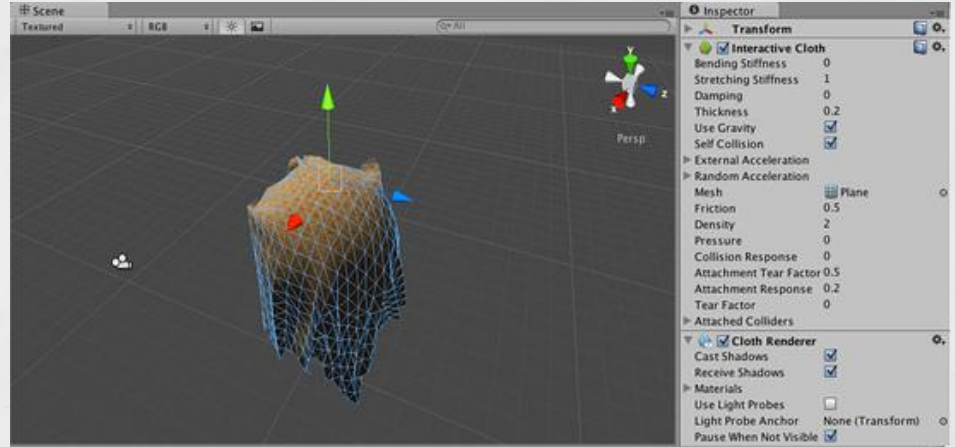 Scene
Textured RGB All
y
z
x
Persp
Inspector
Transform
Interactive Cloth
Bending Stiffness 0
Stretching Stiffness 1
Damping 0
Thickness 0.2
Use Gravity
Self Collision
External Acceleration
Random Acceleration
Mesh Plane
Friction 0.5
Density 2
Pressure 0
Collision Response 0
Attachment Tear Factor 0.5
Attachment Response 0.2
Tear Factor 0
Attached Colliders
Cloth Renderer
Cast Shadows
Receive Shadows
Materials
Use Light Probes
Light Probe Anchor None (Transform)
Pause When Not Visible